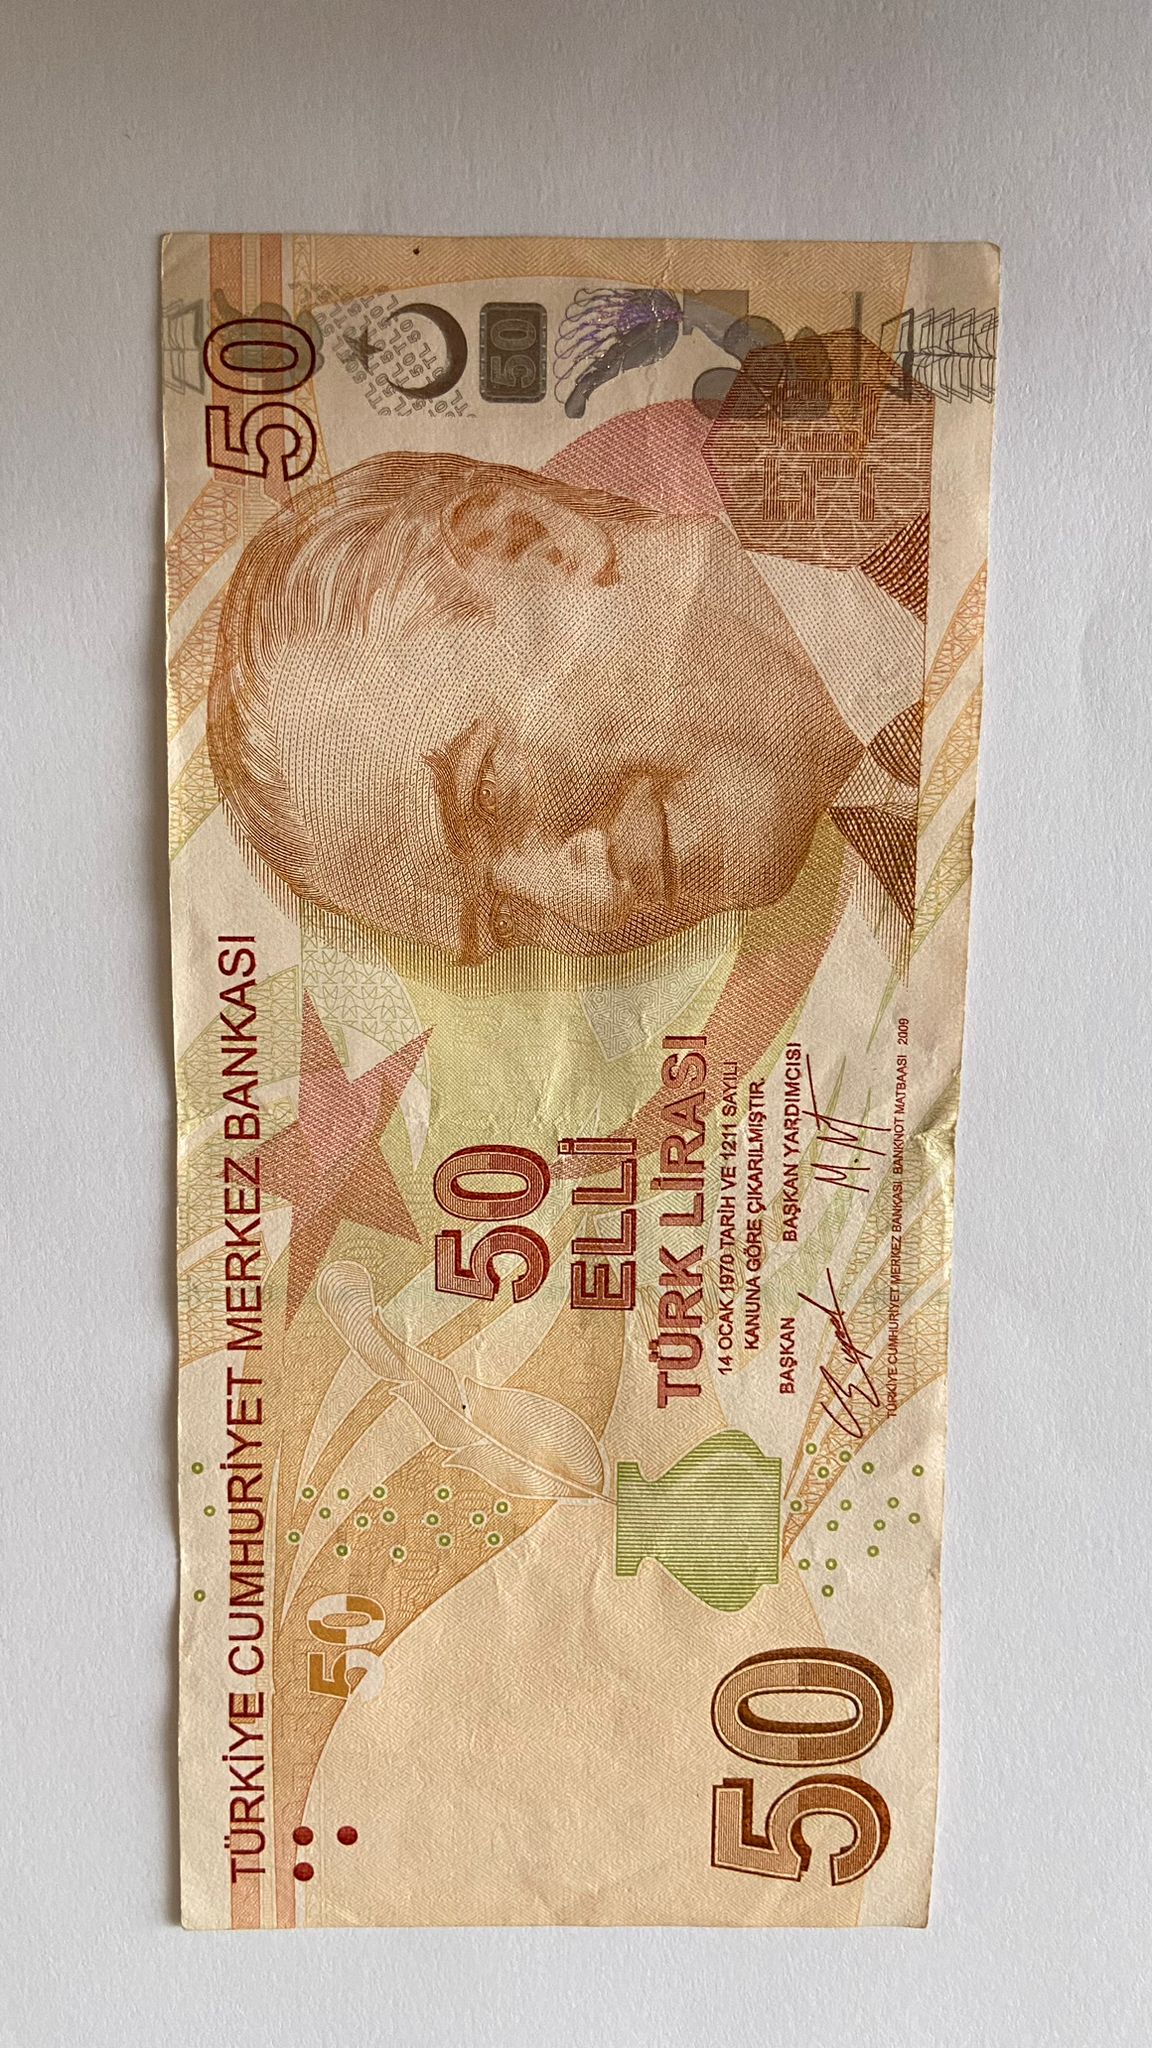 TÜRKİYE CUMHURİYET MERKEZ BANKASI
50
50
50
50
ELLİ
TÜRK LİRASI
14 OCAK 1970 TARİH VE 1211 SAYILI
KANUNA GÖRE ÇIKARILMIŞTIR.
BAŞKAN BAŞKAN YARDIMCISI
TÜRKİYE CUMHURİYET MERKEZ BANKASI BANKNOT MATBAASI 2009
50